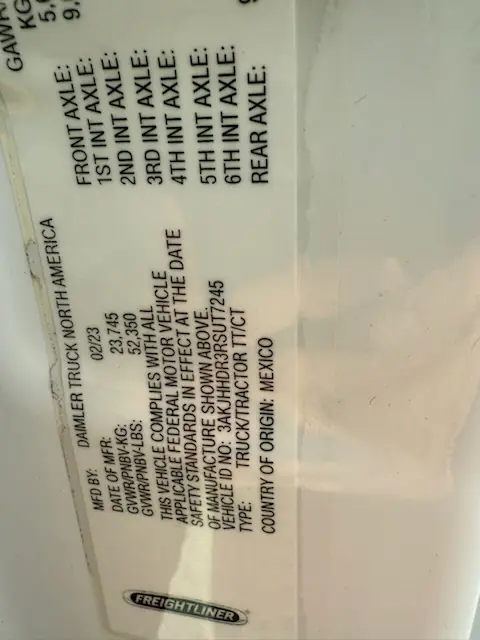 FREIGHTLINER
MFD BY: DAIMLER TRUCK NORTH AMERICA
DATE OF MFR: 02/23
GVWR/PNBV-KG: 23,745
GVWR/PNBV-LBS: 52,350
THIS VEHICLE COMPLIES WITH ALL
APPLICABLE FEDERAL MOTOR VEHICLE
SAFETY STANDARDS IN EFFECT AT THE DATE
OF MANUFACTURE SHOWN ABOVE.
VEHICLE ID NO: 3AKJHHDR3RSUT7245
TYPE: TRUCK/TRACTOR TT/CT
COUNTRY OF ORIGIN: MEXICO
GAWR/
KG
FRONT AXLE: 5,
1ST INT AXLE: 9,
2ND INT AXLE:
3RD INT AXLE:
4TH INT AXLE:
5TH INT AXLE:
6TH INT AXLE:
REAR AXLE: